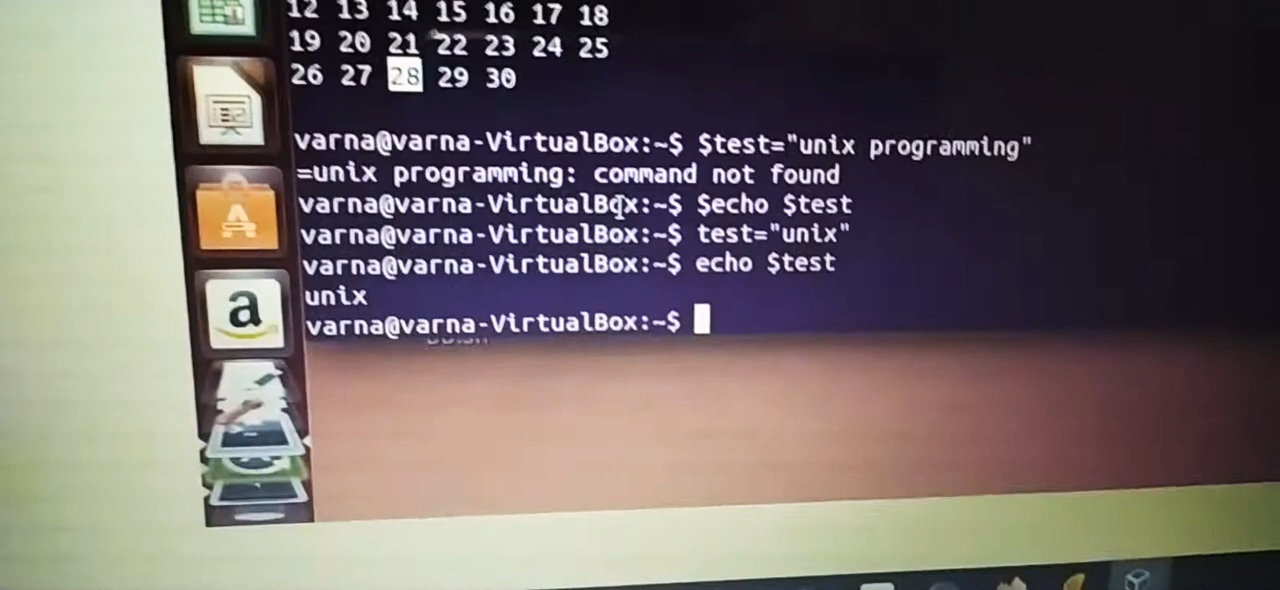 12 13 14 15 16 17 18
19 20 21 22 23 24 25
26 27 28 29 30
varna@varna-VirtualBox:~$ $test="unix programming"
=unix programming: command not found
varna@varna-VirtualBox:~$ $echo $test
varna@varna-VirtualBox:~$ test="unix"
varna@varna-VirtualBox:~$ echo $test
unix
varna@varna-VirtualBox:~$